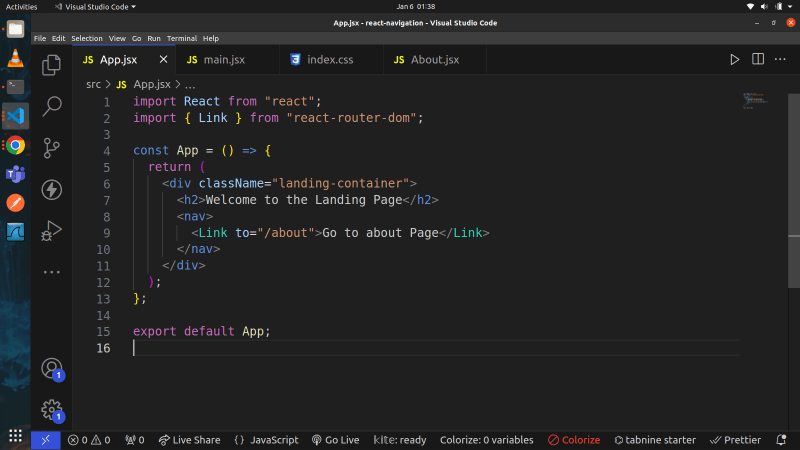 Activities
Visual Studio Code
Jan 6 01:38
App.jsx - react-navigation - Visual Studio Code
File Edit Selection View Go Run Terminal Help
JS App.jsx
JS main.jsx
index.css
JS About.jsx
src > JS App.jsx > ...
1 import React from "react";
2 import { Link } from "react-router-dom";
3
4 const App = () => {
5 return (
6 <div className="landing-container">
7 <h2>Welcome to the Landing Page</h2>
8 <nav>
9 <Link to="/about">Go to about Page</Link>
10 </nav>
11 </div>
12 );
13 };
14
15 export default App;
16
1
1
0 0 0 Live Share {} JavaScript Go Live kite: ready Colorize: 0 variables Colorize tabnine starter Prettier